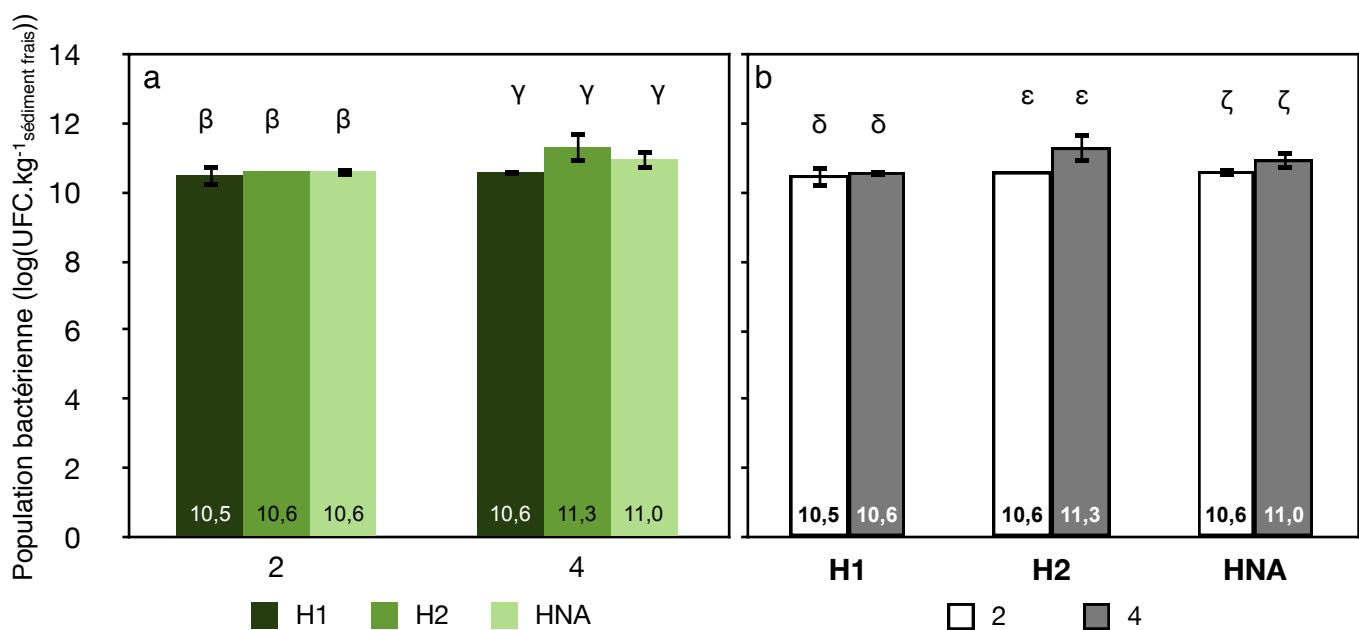 Population bactérienne (log(UFC.kg-1sédiment frais))
14
12
10
8
6
4
2
0
a
β β β
γ γ γ
10,5 10,6 10,6
10,6 11,3 11,0
2 4
H1 H2 HNA
b
δ δ
ε ε
ζ ζ
10,5 10,6
10,6 11,3
10,6 11,0
H1 H2 HNA
2 4